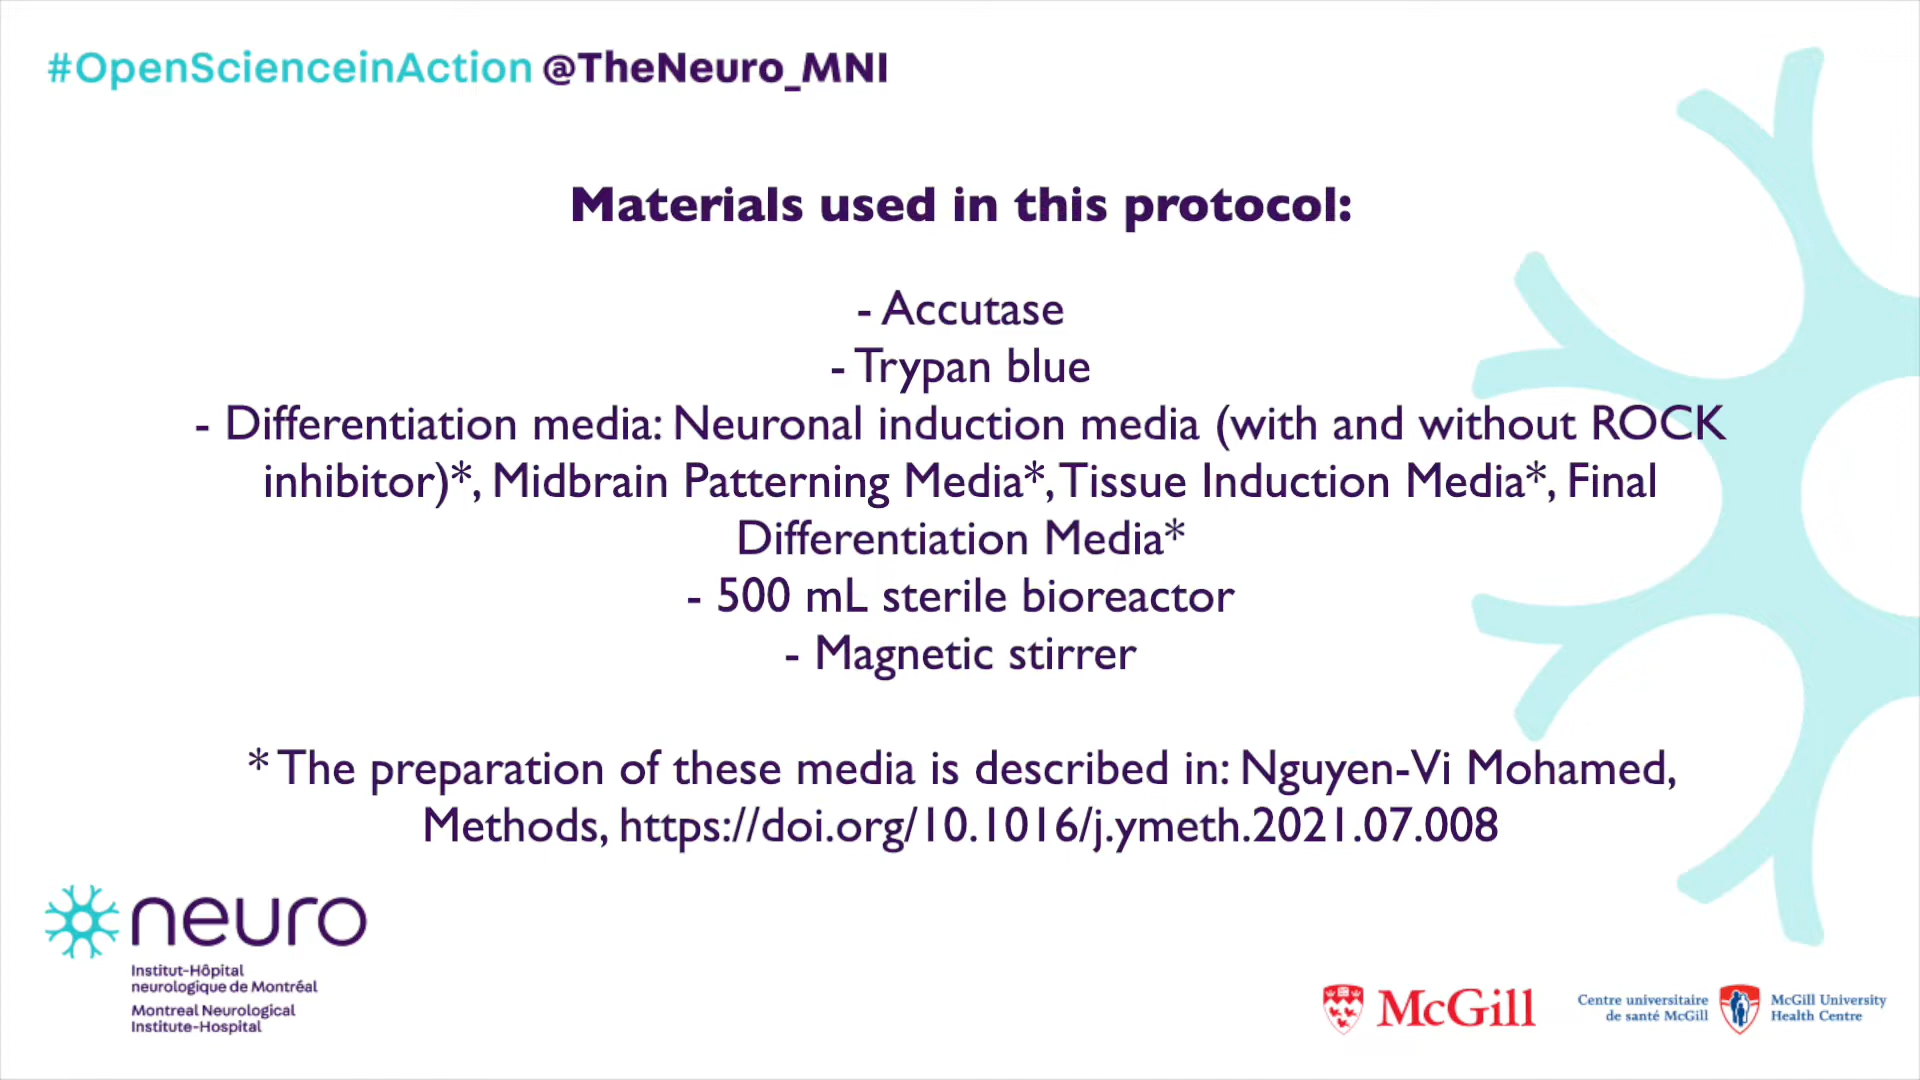 #OpenScienceinAction @TheNeuro_MNI
Materials used in this protocol:
- Accutase
- Trypan blue
- Differentiation media: Neuronal induction media (with and without ROCK
inhibitor)*, Midbrain Patterning Media*, Tissue Induction Media*, Final
Differentiation Media*
- 500 mL sterile bioreactor
- Magnetic stirrer
* The preparation of these media is described in: Nguyen-Vi Mohamed,
Methods, https://doi.org/10.1016/j.ymeth.2021.07.008
neuro
Institut-Hôpital
neurologique de Montréal
Montreal Neurological
Institute-Hospital
McGill
Centre universitaire
de santé McGill
McGill University
Health Centre